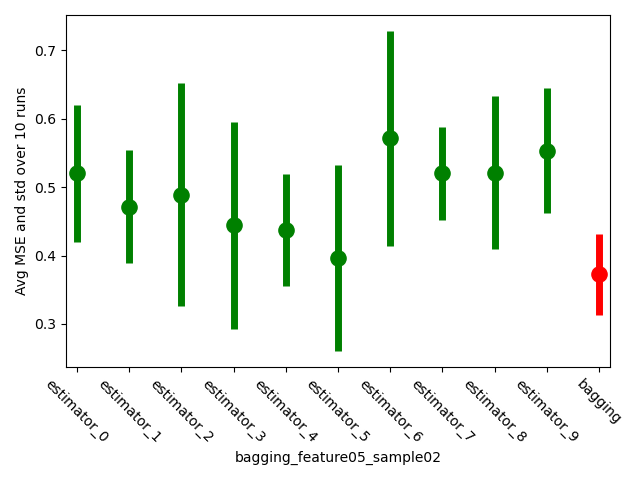 0.7
0.6
0.5
0.4
0.3
Avg MSE and std over 10 runs
estimator_0
estimator_1
estimator_2
estimator_3
estimator_4
estimator_5
estimator_6
estimator_7
estimator_8
estimator_9
bagging
bagging_feature05_sample02